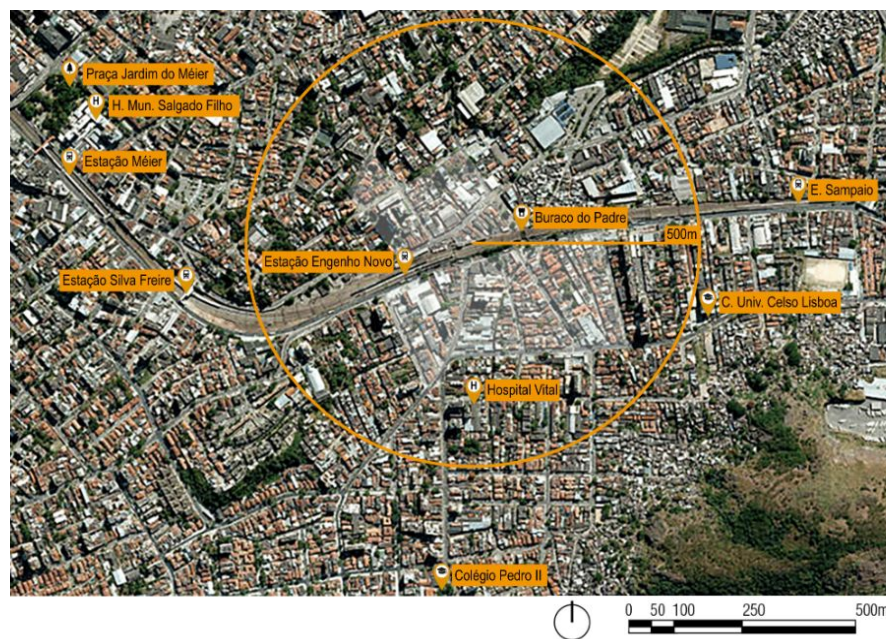 Praça Jardim do Méier
H
H. Mun. Salgado Filho
Estação Méier
E. Sampaio
Buraco do Padre
500m
Estação Engenho Novo
Estação Silva Freire
C. Univ. Celso Lisboa
H
Hospital Vital
Colégio Pedro II
0 50 100 250 500m